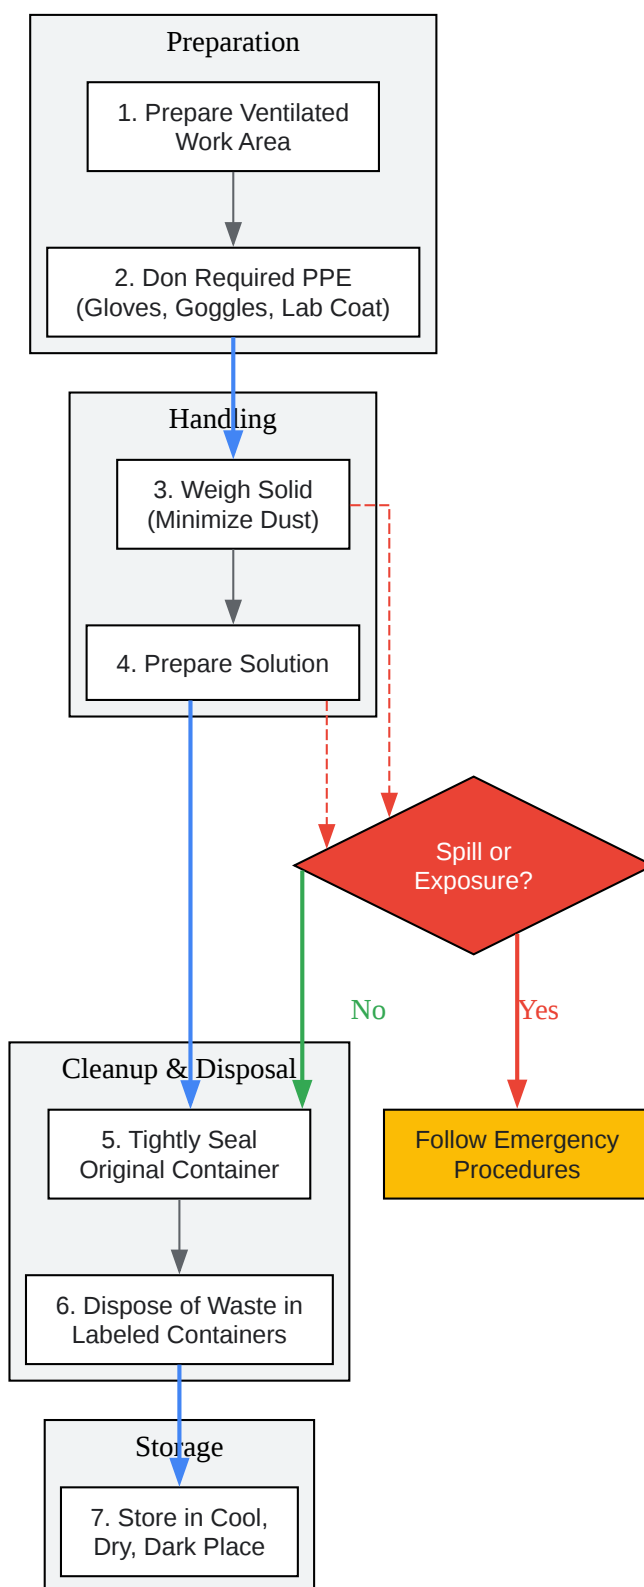 Preparation
1. Prepare Ventilated
Work Area
2. Don Required PPE
(Gloves, Goggles, Lab Coat)
Handling
3. Weigh Solid
(Minimize Dust)
4. Prepare Solution
Spill or
Exposure?
No
Yes
Cleanup & Disposal
5. Tightly Seal
Original Container
Follow Emergency
Procedures
6. Dispose of Waste in
Labeled Containers
Storage
7. Store in Cool,
Dry, Dark Place